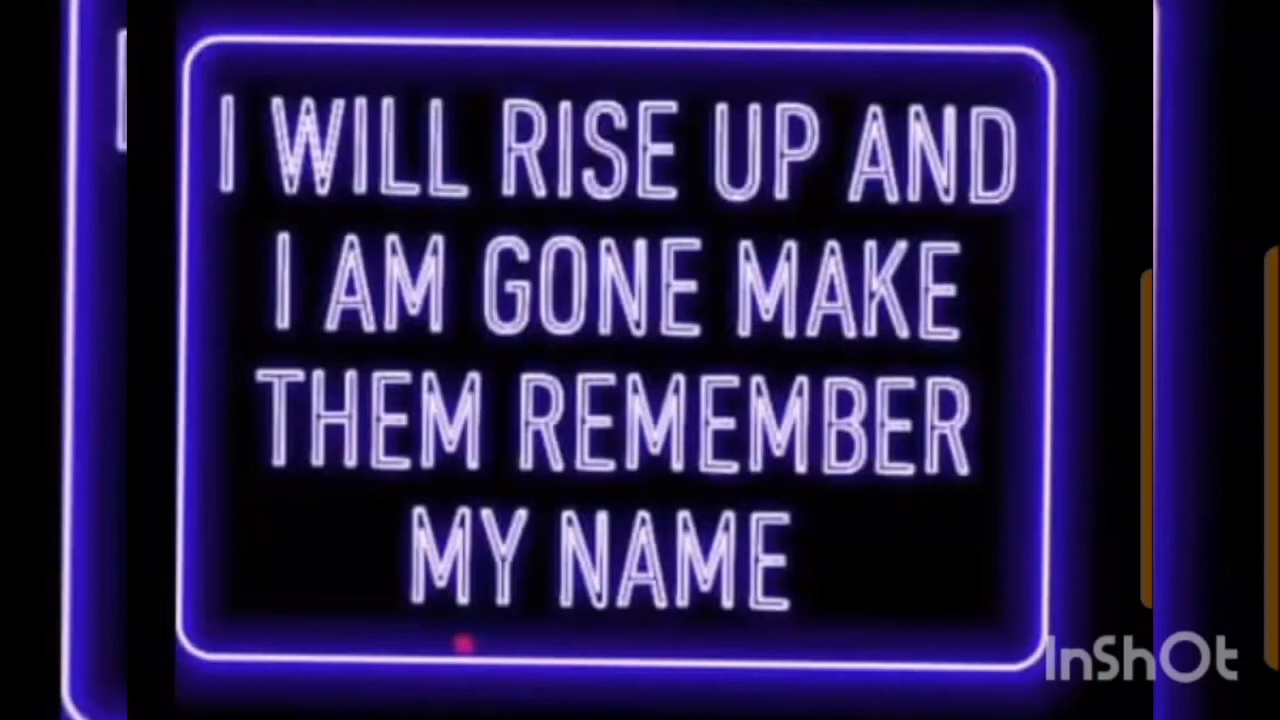 I WILL RISE UP AND
I AM GONE MAKE
THEM REMEMBER
MY NAME
InShOt